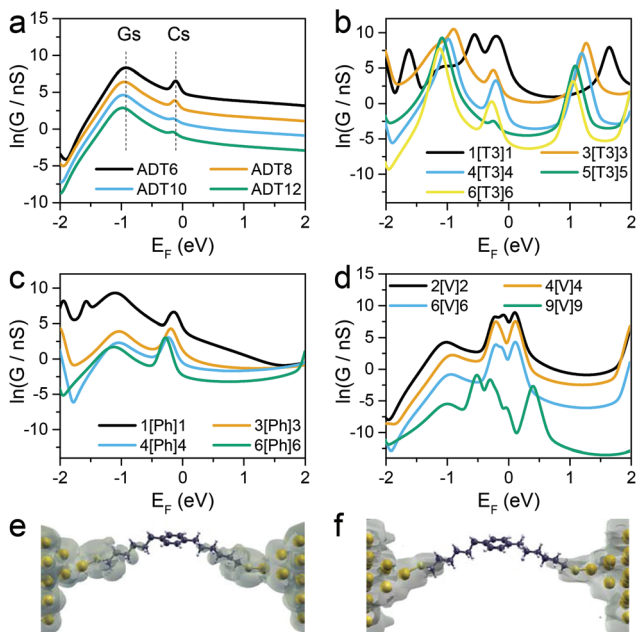 a
Gs Cs
ln(G / nS)
15
10
5
0
-5
-10
ADT6 ADT8
ADT10 ADT12
-2 -1 0 1 2
E_F (eV)
b
ln(G / nS)
10
5
0
-5
-10
1[T3]1 3[T3]3
4[T3]4 5[T3]5
6[T3]6
-2 -1 0 1 2
E_F (eV)
c
ln(G / nS)
15
10
5
0
-5
-10
1[Ph]1 3[Ph]3
4[Ph]4 6[Ph]6
-2 -1 0 1 2
E_F (eV)
d
ln(G / nS)
15
10
5
0
-5
-10
2[V]2 4[V]4
6[V]6 9[V]9
-2 -1 0 1 2
E_F (eV)
e
f